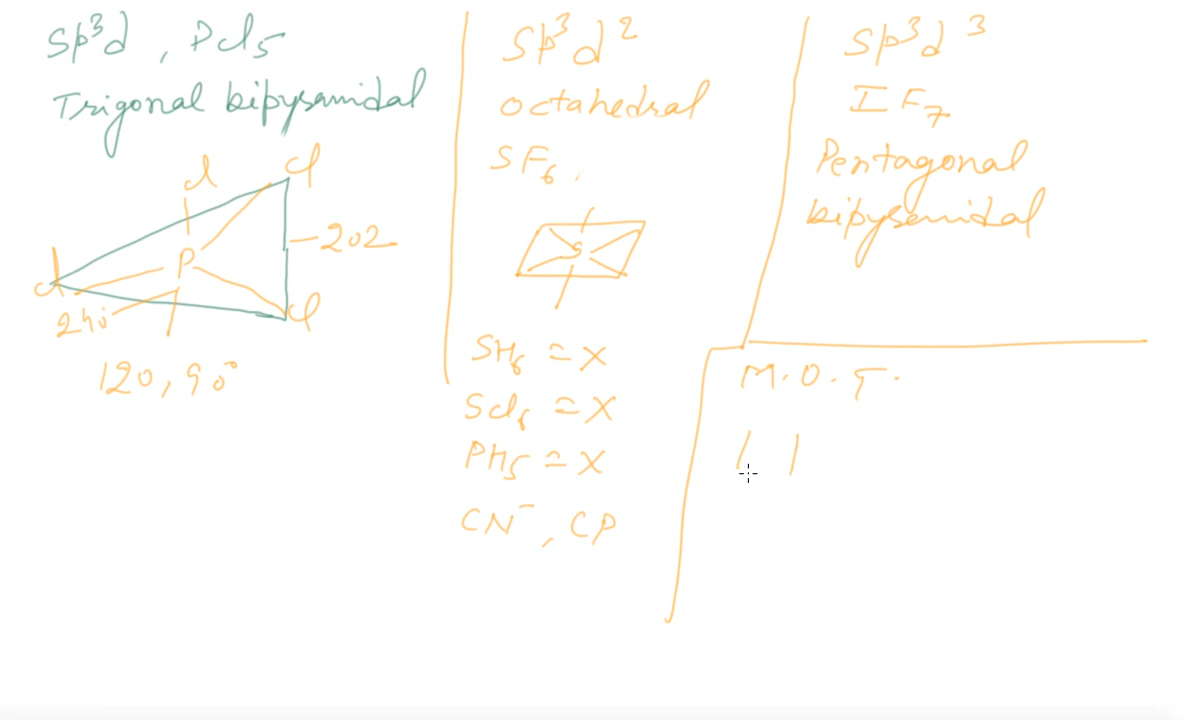 sp³d , Pcl5
Trigonal bipyramidal
cl
cl
P
202
cl
cl
240
120, 90°
sp³d²
octahedral
SF6 ,
S
SH6 = X
Scl6 = X
PH5 = X
CN⁻, CP
sp³d³
IF7
Pentagonal
bipyramidal
M.O.T.